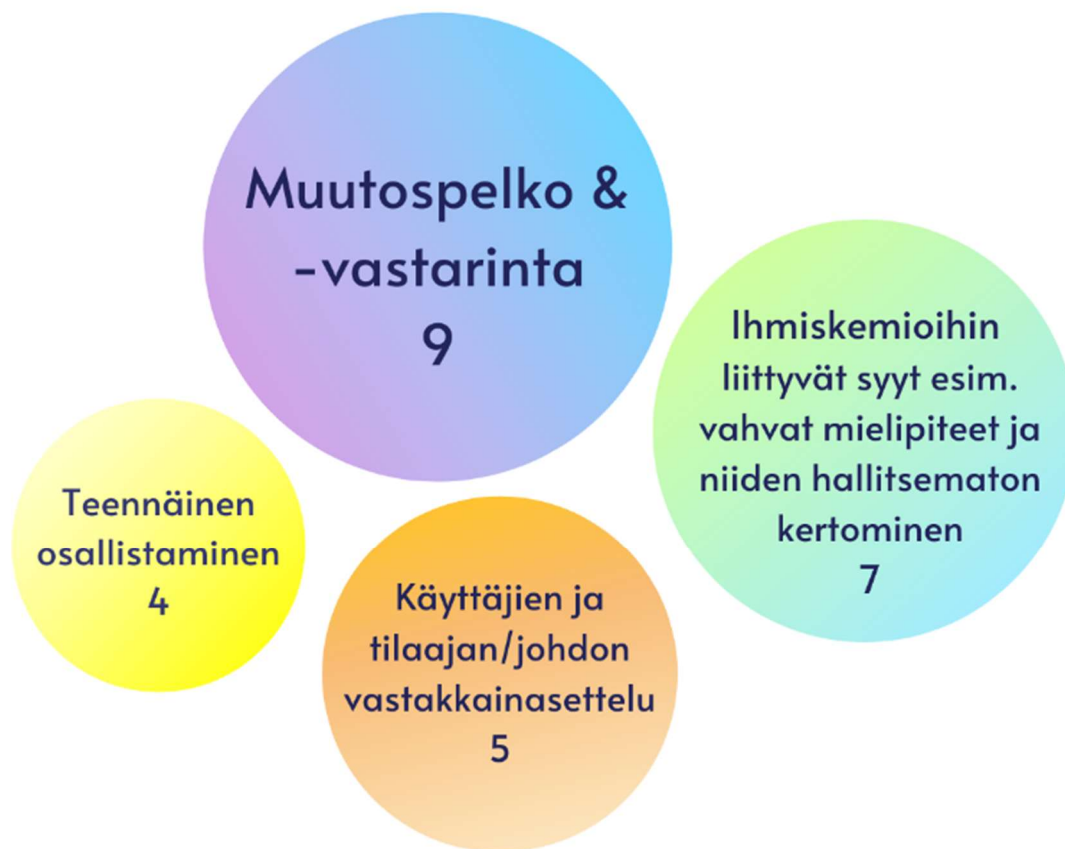 Muutospelko &
-vastarinta
9
Ihmiskemioihin
liittyvät syyt esim.
vahvat mielipiteet ja
niiden hallitsematon
kertominen
7
Teennäinen
osallistaminen
4
Käyttäjien ja
tilaajan/johdon
vastakkainasettelu
5